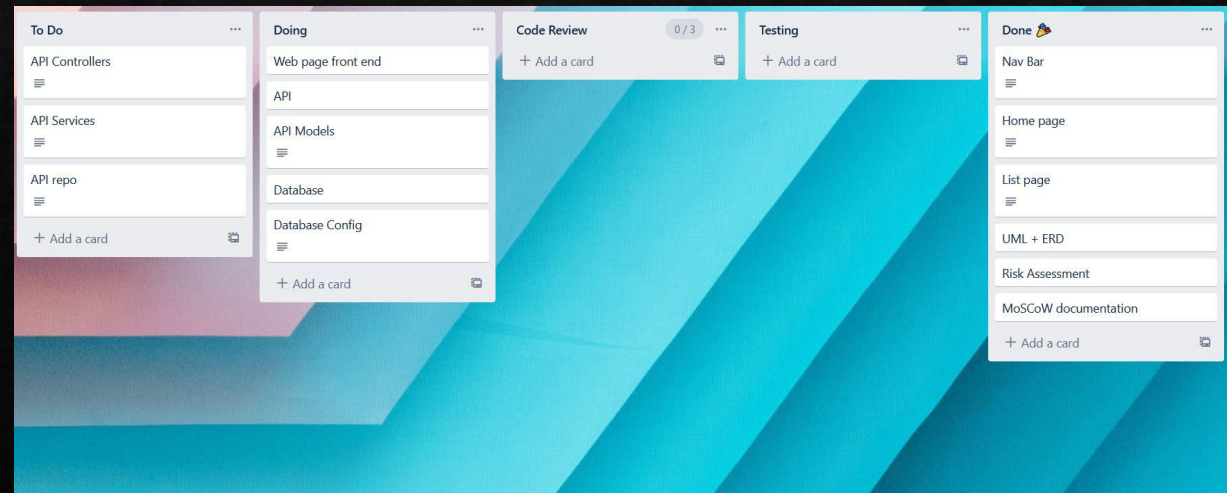 To Do
API Controllers
API Services
API repo
+ Add a card
Doing
Web page front end
API
API Models
Database
Database Config
+ Add a card
Code Review 0 / 3
+ Add a card
Testing
+ Add a card
Done 🎉
Nav Bar
Home page
List page
UML + ERD
Risk Assessment
MoSCoW documentation
+ Add a card